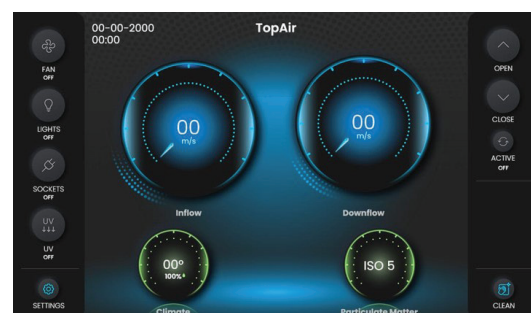 00-00-2000
00:00
TopAir
FAN
OFF
LIGHTS
OFF
SOCKETS
OFF
UV
UV
OFF
SETTINGS
00
m/s
Inflow
00
m/s
Downflow
00°
100%
Climate
ISO 5
Particulate Matter
OPEN
CLOSE
ACTIVE
OFF
CLEAN